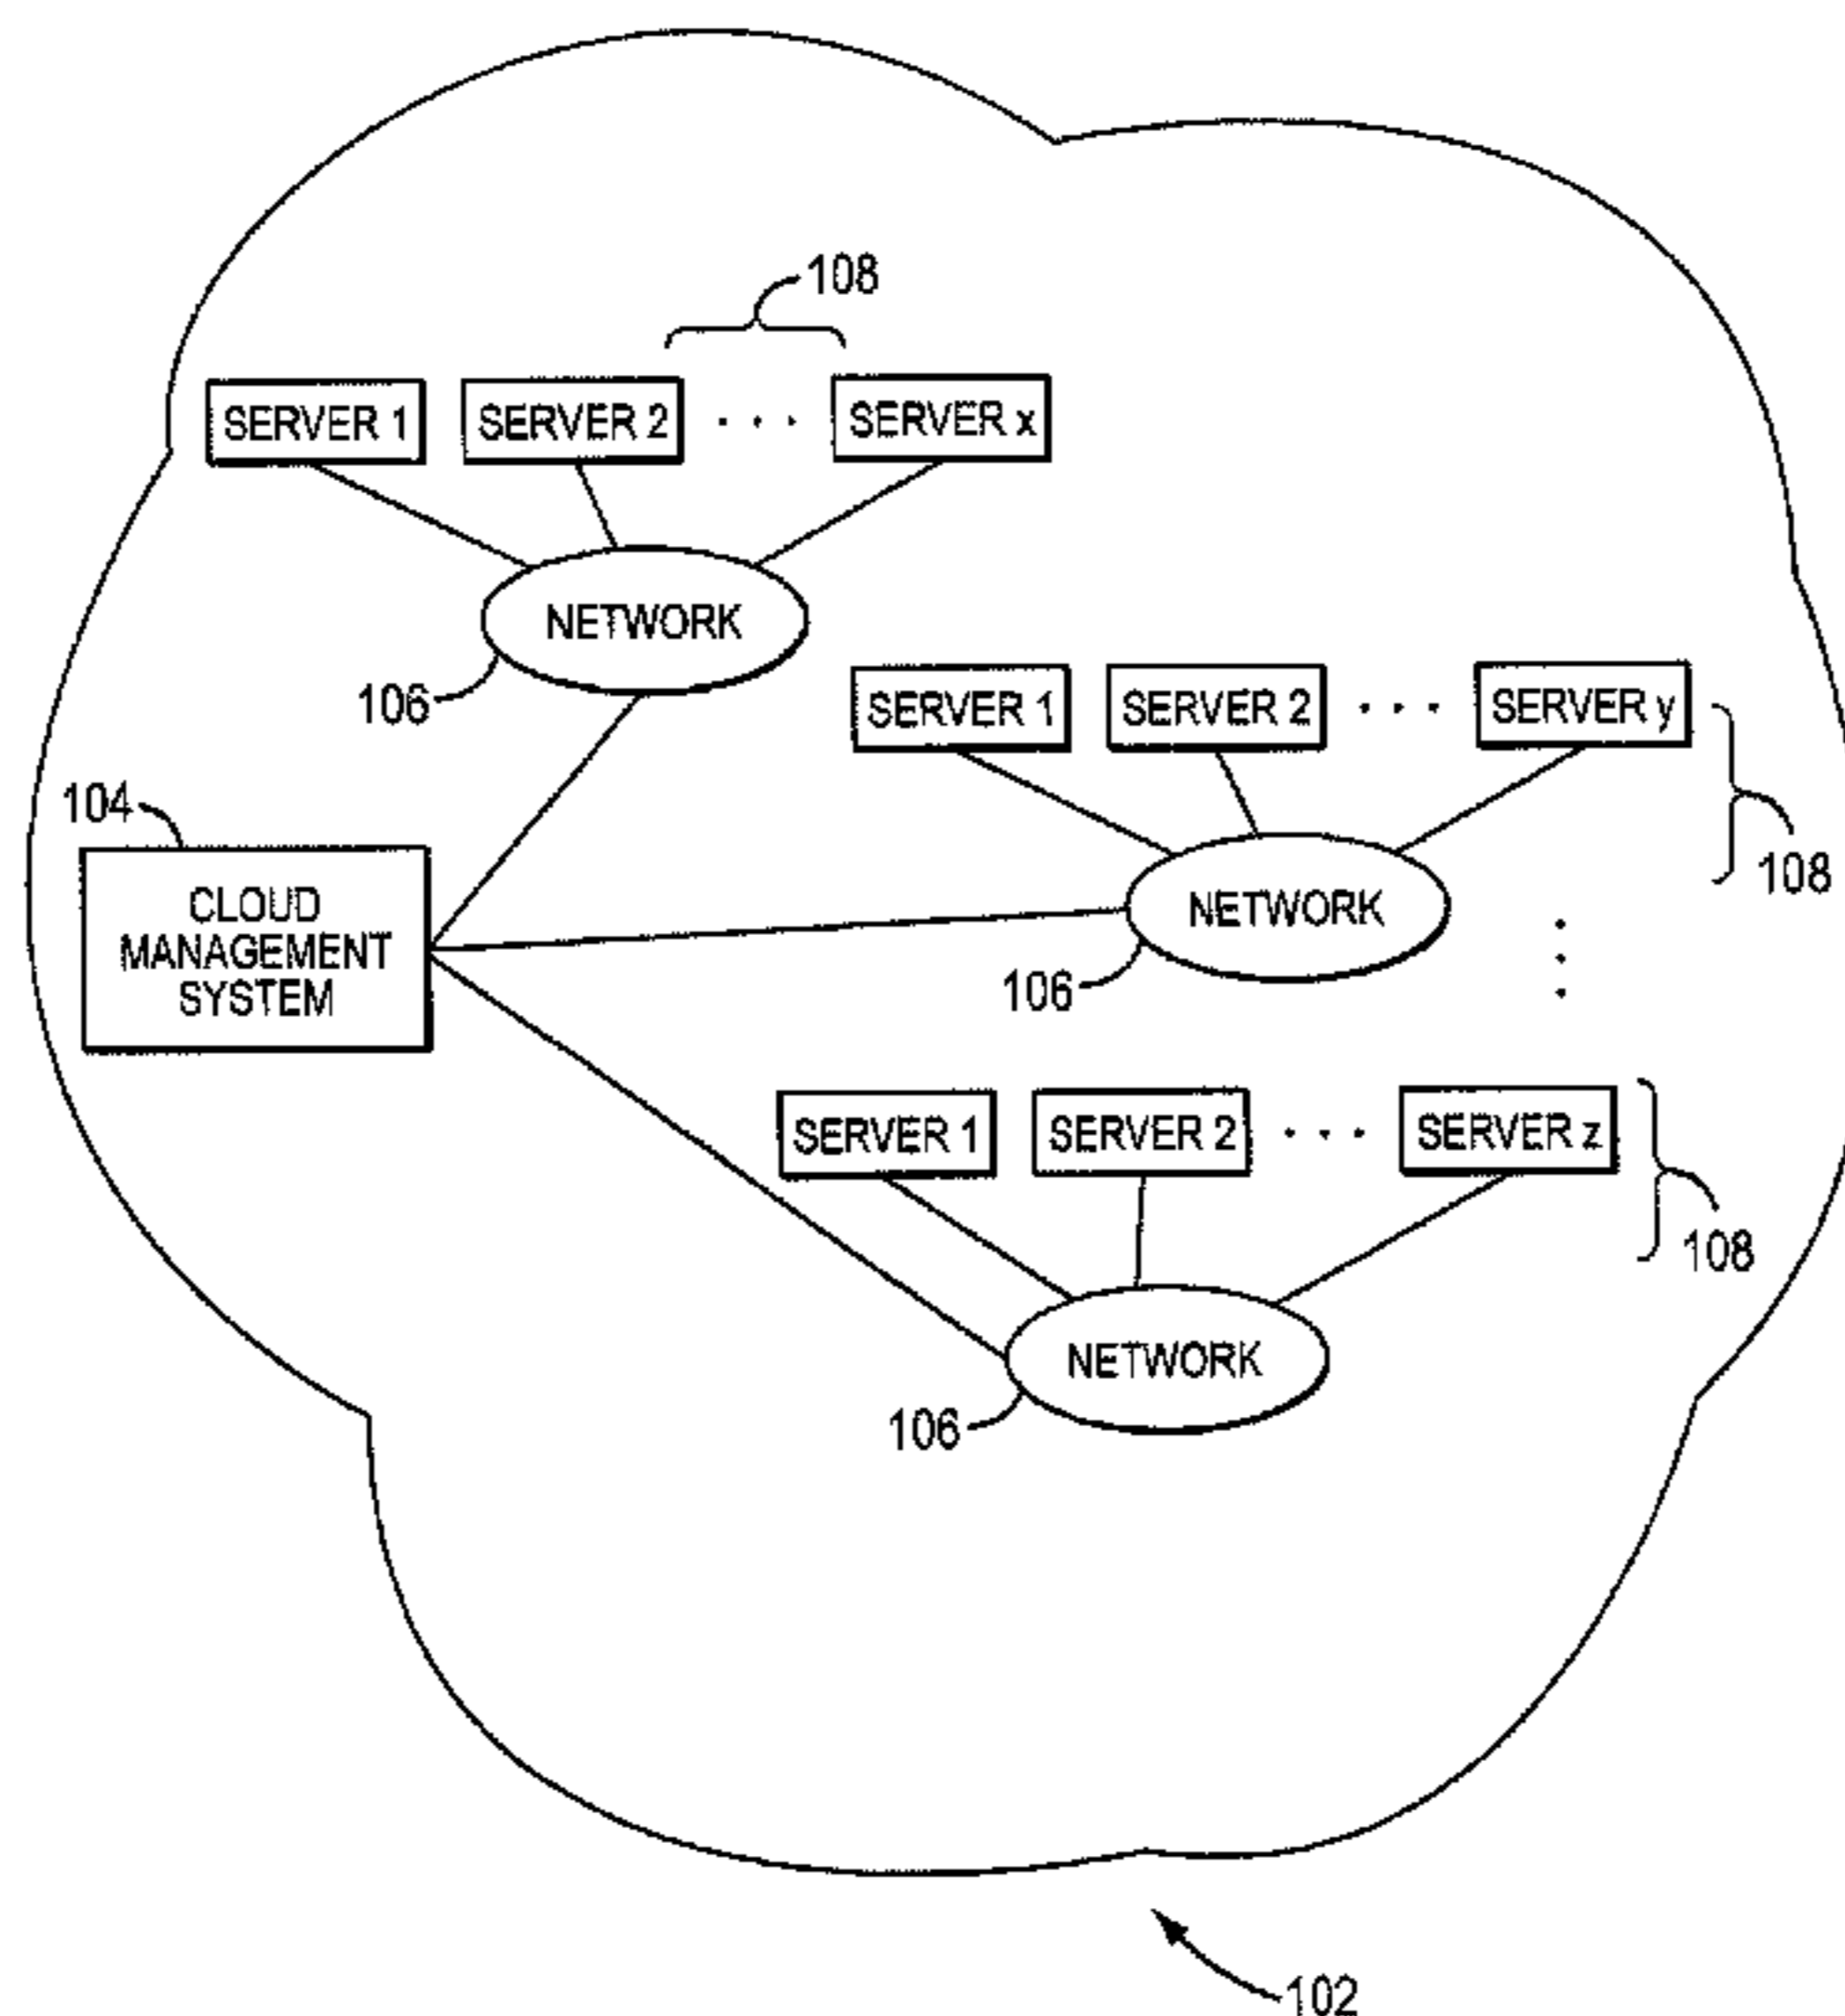 108
SERVER 1 SERVER 2 . . . SERVER x
NETWORK
106
SERVER 1 SERVER 2 . . . SERVER y
108
104
CLOUD
MANAGEMENT
SYSTEM
NETWORK
106
SERVER 1 SERVER 2 . . . SERVER z
108
NETWORK
106
102